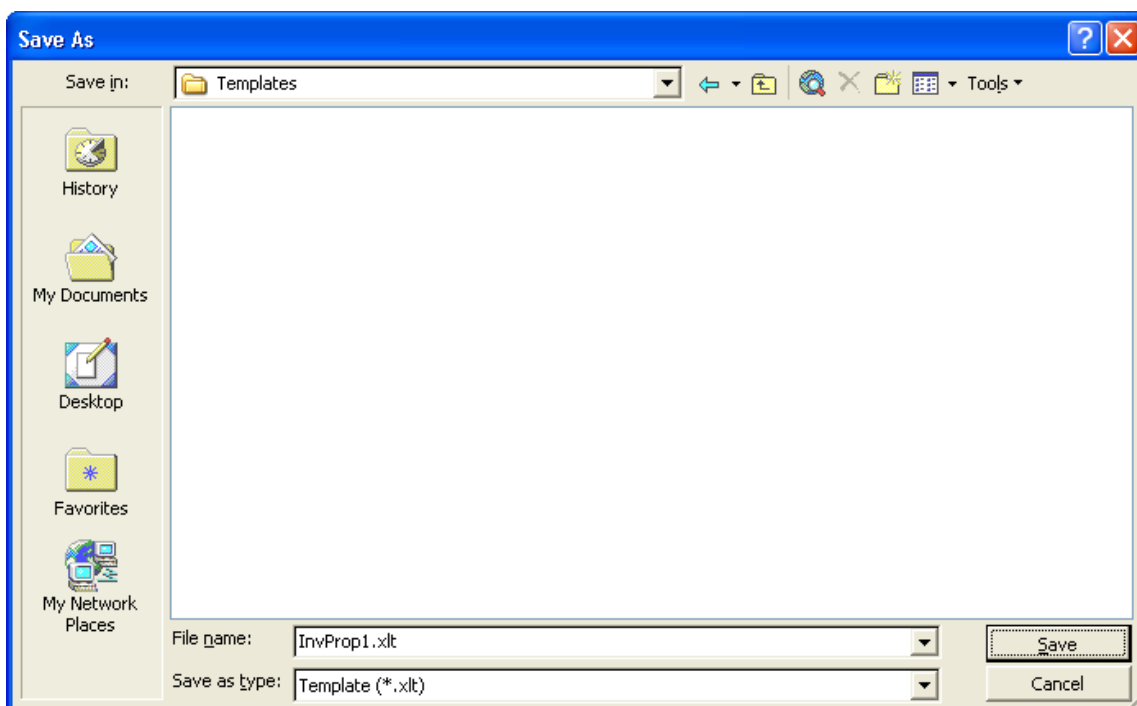 Save As
Save in: Templates Tools
History
My Documents
Desktop
Favorites
My Network
Places
File name: InvProp1.xlt Save
Save as type: Template (*.xlt) Cancel